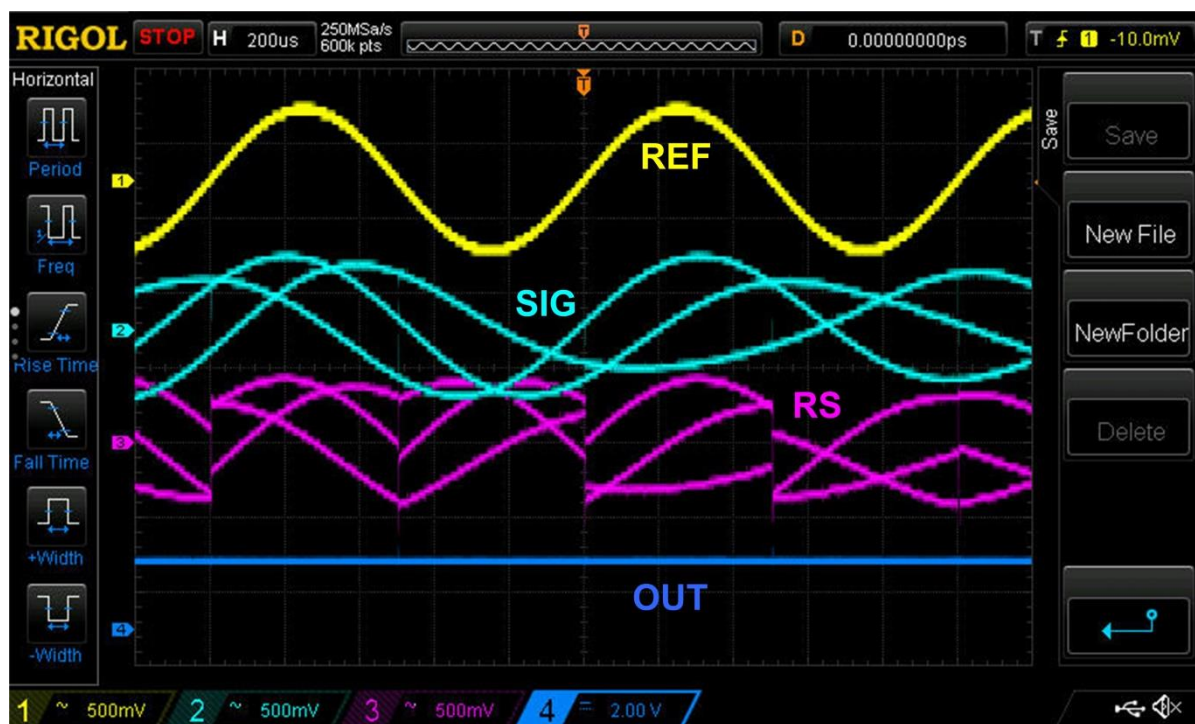 RIGOL STOP H 200us 250MSa/s 600k pts T D 0.00000000ps T 1 -10.0mV
Horizontal
Period
Freq
Rise Time
Fall Time
+Width
-Width
T
1
REF
2
SIG
3
RS
OUT
4
Save
Save
New File
NewFolder
Delete
1 ~ 500mV 2 ~ 500mV 3 ~ 500mV 4 = 2.00 V